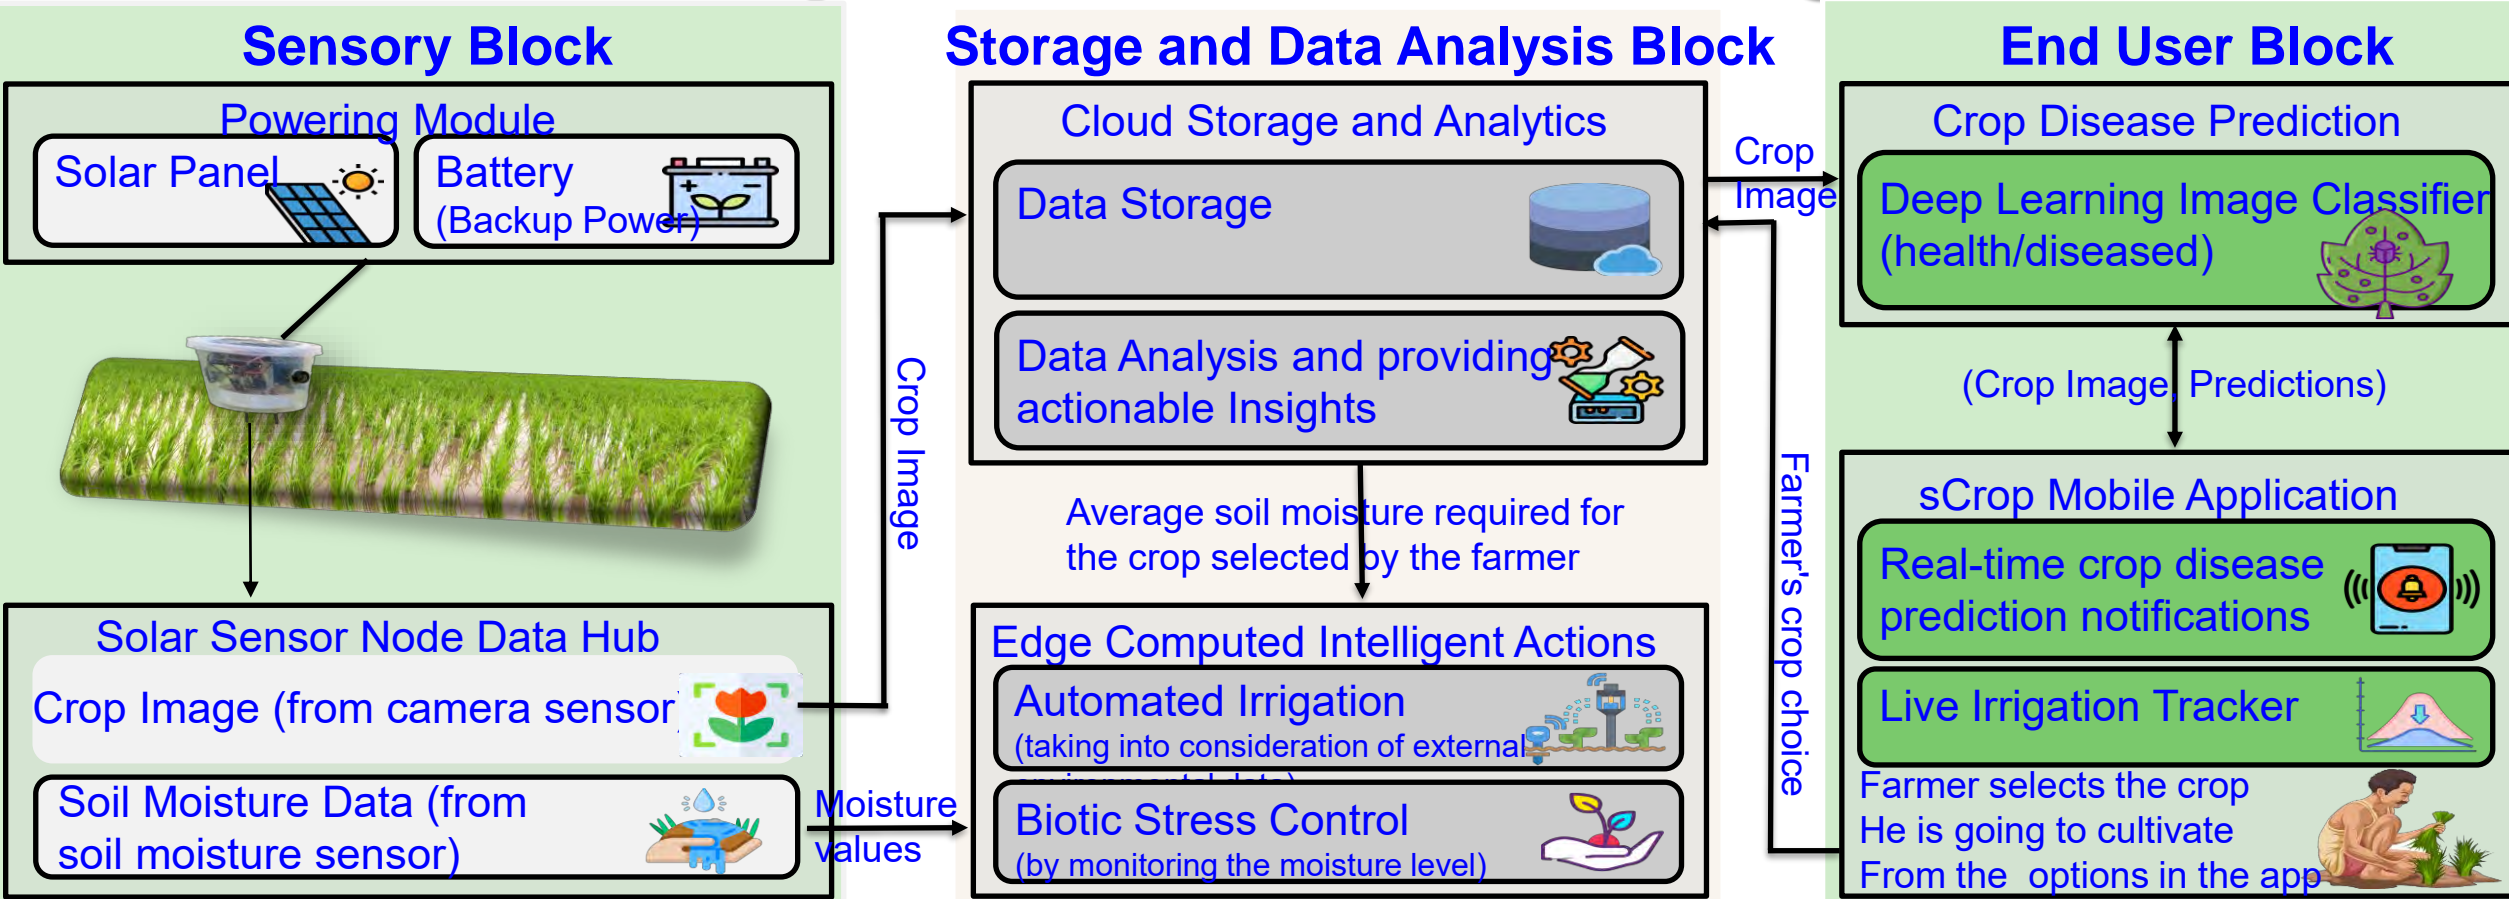 Sensory Block
Powering Module
Solar Panel
Battery
(Backup Power)
Solar Sensor Node Data Hub
Crop Image (from camera sensor)
Soil Moisture Data (from
soil moisture sensor)
Crop Image
Moisture
values
Storage and Data Analysis Block
Cloud Storage and Analytics
Data Storage
Data Analysis and providing
actionable Insights
Average soil moisture required for
the crop selected by the farmer
Edge Computed Intelligent Actions
Automated Irrigation
(taking into consideration of external
environmental data)
Biotic Stress Control
(by monitoring the moisture level)
Crop
Image
Farmer's crop choice
End User Block
Crop Disease Prediction
Deep Learning Image Classifier
(health/diseased)
(Crop Image, Predictions)
sCrop Mobile Application
Real-time crop disease
prediction notifications
Live Irrigation Tracker
Farmer selects the crop
He is going to cultivate
From the options in the app